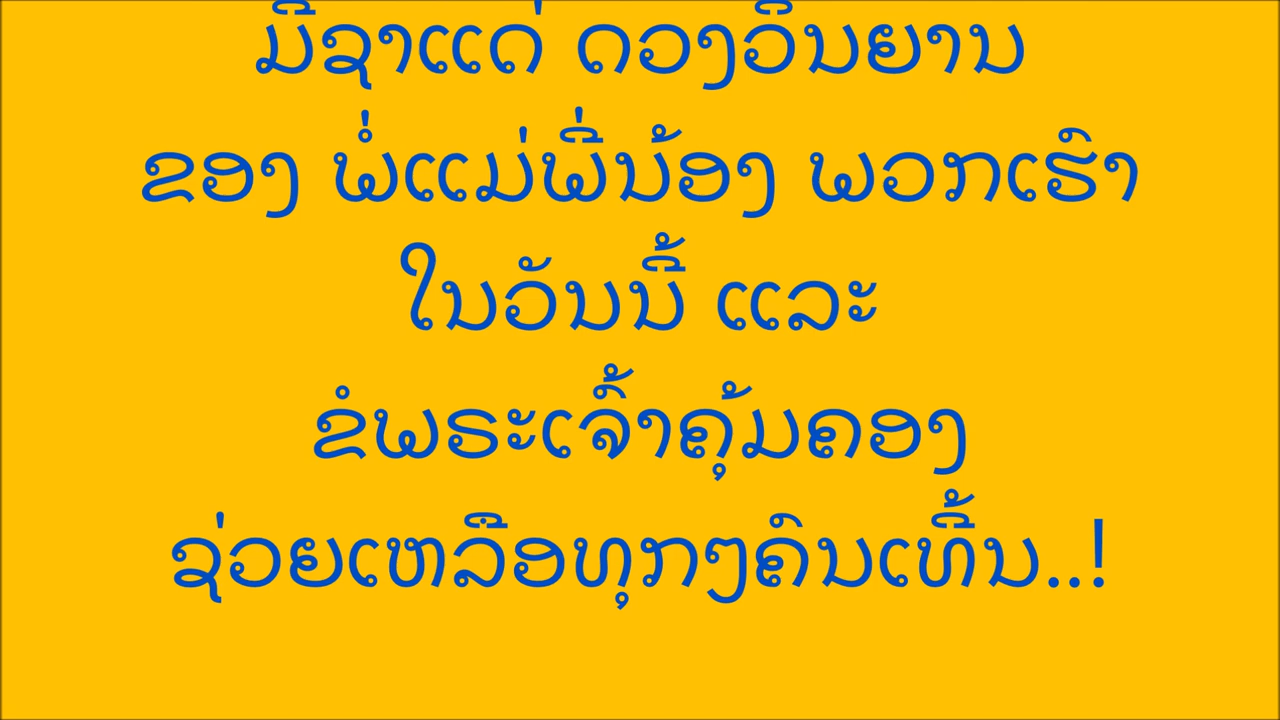 ມີຊາແດ່ ດວງວິນຍານ
ຂອງ ພໍ່ແມ່ພີ່ນ້ອງ ພວກເຮົາ
ໃນວັນນີ້ ແລະ
ຂໍພຣະເຈົ້າຄຸ້ມຄອງ
ຊ່ວຍເຫລືອທຸກໆຄົນເທີ້ນ..!